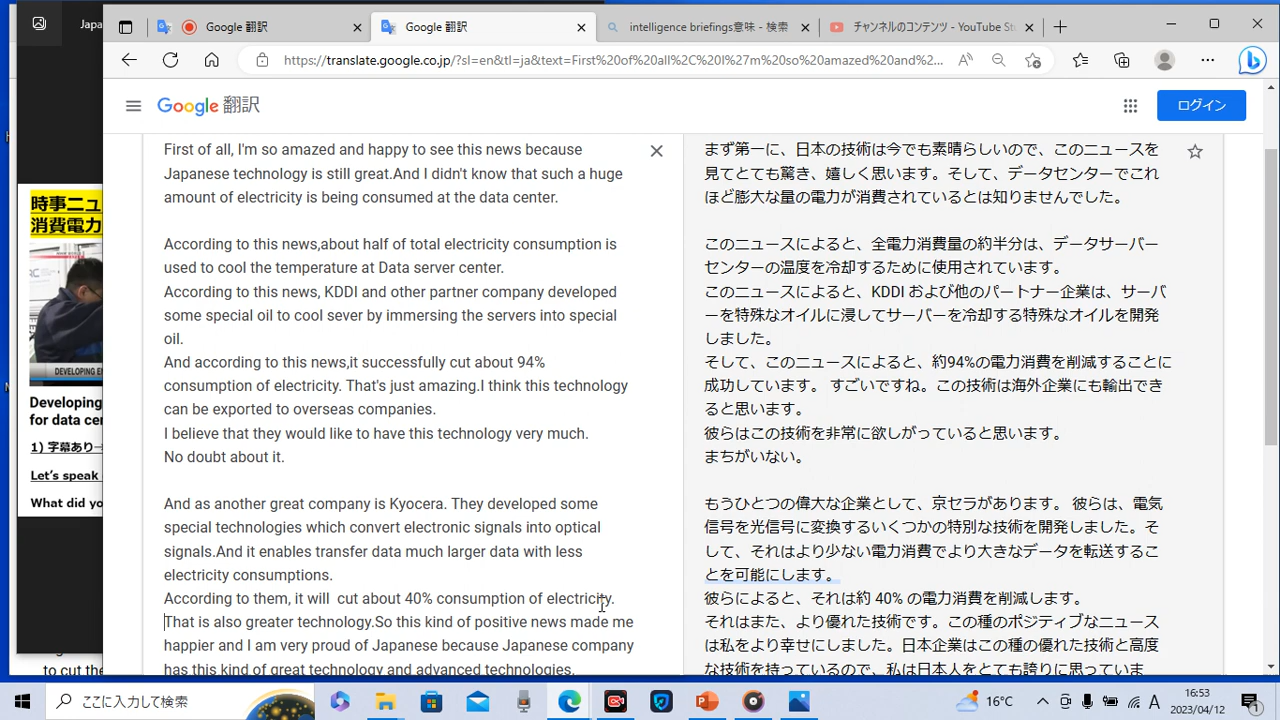 Japa
Google 翻訳
Google 翻訳
intelligence briefings意味 - 検索
チャンネルのコンテンツ - YouTube St
https://translate.google.co.jp/?sl=en&tl=ja&text=First%20of%20all%2C%20I%27m%20so%20amazed%20and%2...
Google 翻訳
ログイン
時事ニュ
消費電力
DEVELOPING E
Developing
for data cen
1) 字幕あり
Let's speak
What did yo
to cut the
First of all, I'm so amazed and happy to see this news because
Japanese technology is still great.And I didn't know that such a huge
amount of electricity is being consumed at the data center.
According to this news,about half of total electricity consumption is
used to cool the temperature at Data server center.
According to this news, KDDI and other partner company developed
some special oil to cool sever by immersing the servers into special
oil.
And according to this news,it successfully cut about 94%
consumption of electricity. That's just amazing.I think this technology
can be exported to overseas companies.
I believe that they would like to have this technology very much.
No doubt about it.
And as another great company is Kyocera. They developed some
special technologies which convert electronic signals into optical
signals.And it enables transfer data much larger data with less
electricity consumptions.
According to them, it will  cut about 40% consumption of electricity.
That is also greater technology.So this kind of positive news made me
happier and I am very proud of Japanese because Japanese company
has this kind of great technology and advanced technologies.
まず第一に、日本の技術は今でも素晴らしいので、このニュースを
見てとても驚き、嬉しく思います。そして、データセンターでこれ
ほど膨大な量の電力が消費されているとは知りませんでした。
このニュースによると、全電力消費量の約半分は、データサーバー
センターの温度を冷却するために使用されています。
このニュースによると、KDDI および他のパートナー企業は、サーバ
ーを特殊なオイルに浸してサーバーを冷却する特殊なオイルを開発
しました。
そして、このニュースによると、約94%の電力消費を削減することに
成功しています。 すごいですね。この技術は海外企業にも輸出でき
ると思います。
彼らはこの技術を非常に欲しがっていると思います。
まちがいない。
もうひとつの偉大な企業として、京セラがあります。 彼らは、電気
信号を光信号に変換するいくつかの特別な技術を開発しました。そ
して、それはより少ない電力消費でより大きなデータを転送するこ
とを可能にします。
彼らによると、それは約 40% の電力消費を削減します。
それはまた、より優れた技術です。この種のポジティブなニュース
は私をより幸せにしました。日本企業はこの種の優れた技術と高度
な技術を持っているので、私は日本人をとても誇りに思っていま
ここに入力して検索
16°C
A
16:53
2023/04/12
1